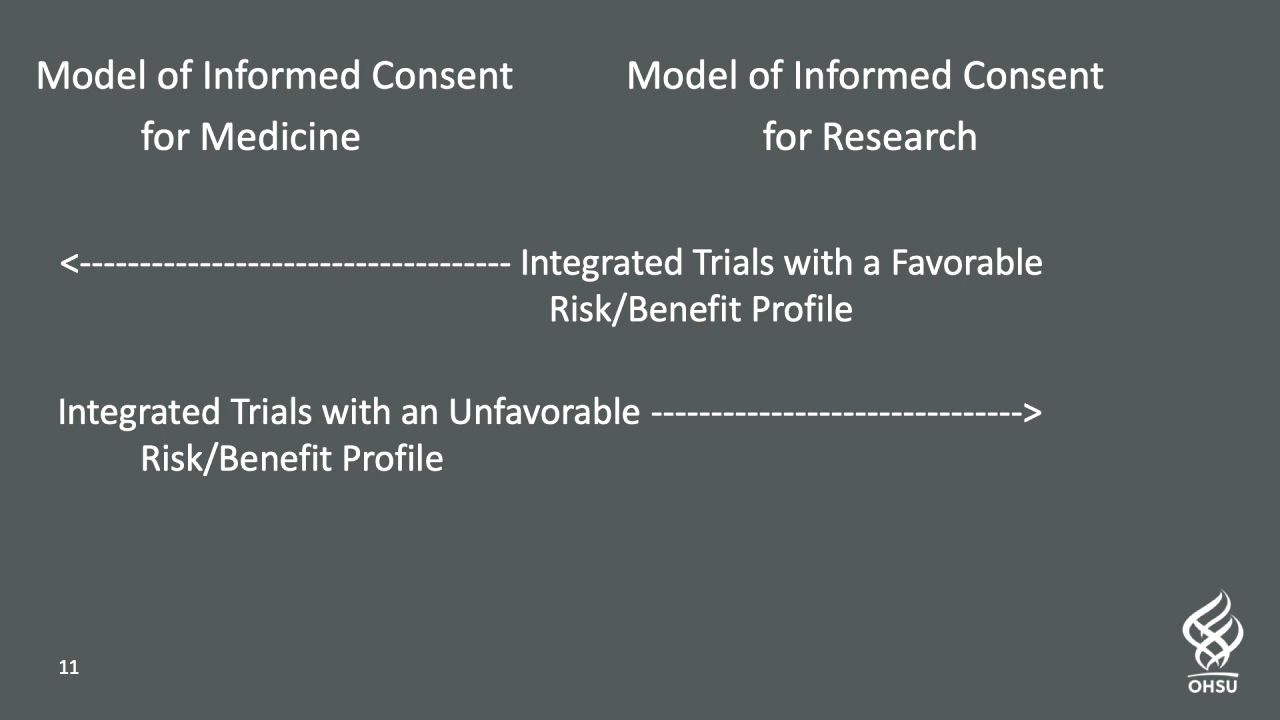 Model of Informed Consent for Medicine
Model of Informed Consent for Research
<----------------------------------- Integrated Trials with a Favorable
Risk/Benefit Profile
Integrated Trials with an Unfavorable ------------------------------->
Risk/Benefit Profile
11
OHSU